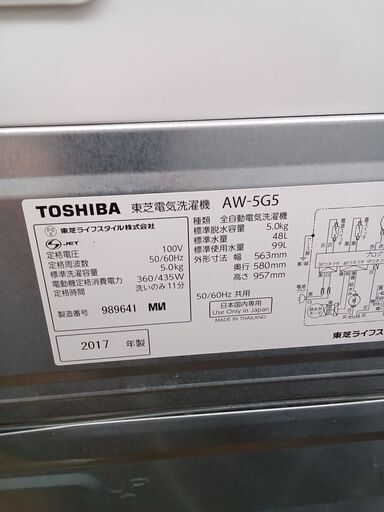 TOSHIBA 東芝電気洗濯機 AW-5G5
東芝ライフスタイル株式会社
JET
定格電圧 100V
定格周波数 50/60Hz
標準洗濯容量 5.0kg
電動機定格消費電力 360/435W
定格時間 洗いのみ11分
製造番号 989641
2017 年製
種類 全自動電気洗濯機
標準脱水容量 5.0kg
標準水量 48L
標準使用水量 99L
外形寸法 幅 563mm
奥行 580mm
高さ 957mm
50/60Hz 共用
日本国内専用
Use Only in Japan
MADE IN THAILAND
プログ
東芝ライフス